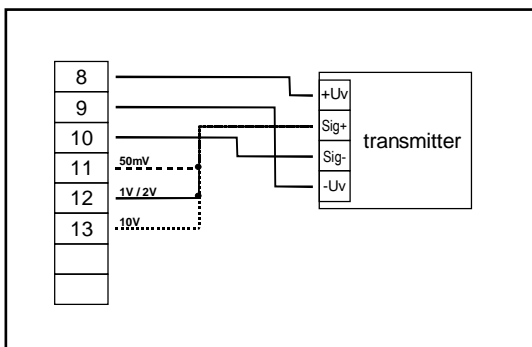 8
9
10
11
12
13
50mV
1V / 2V
10V
+Uv
Sig+
Sig-
-Uv
transmitter